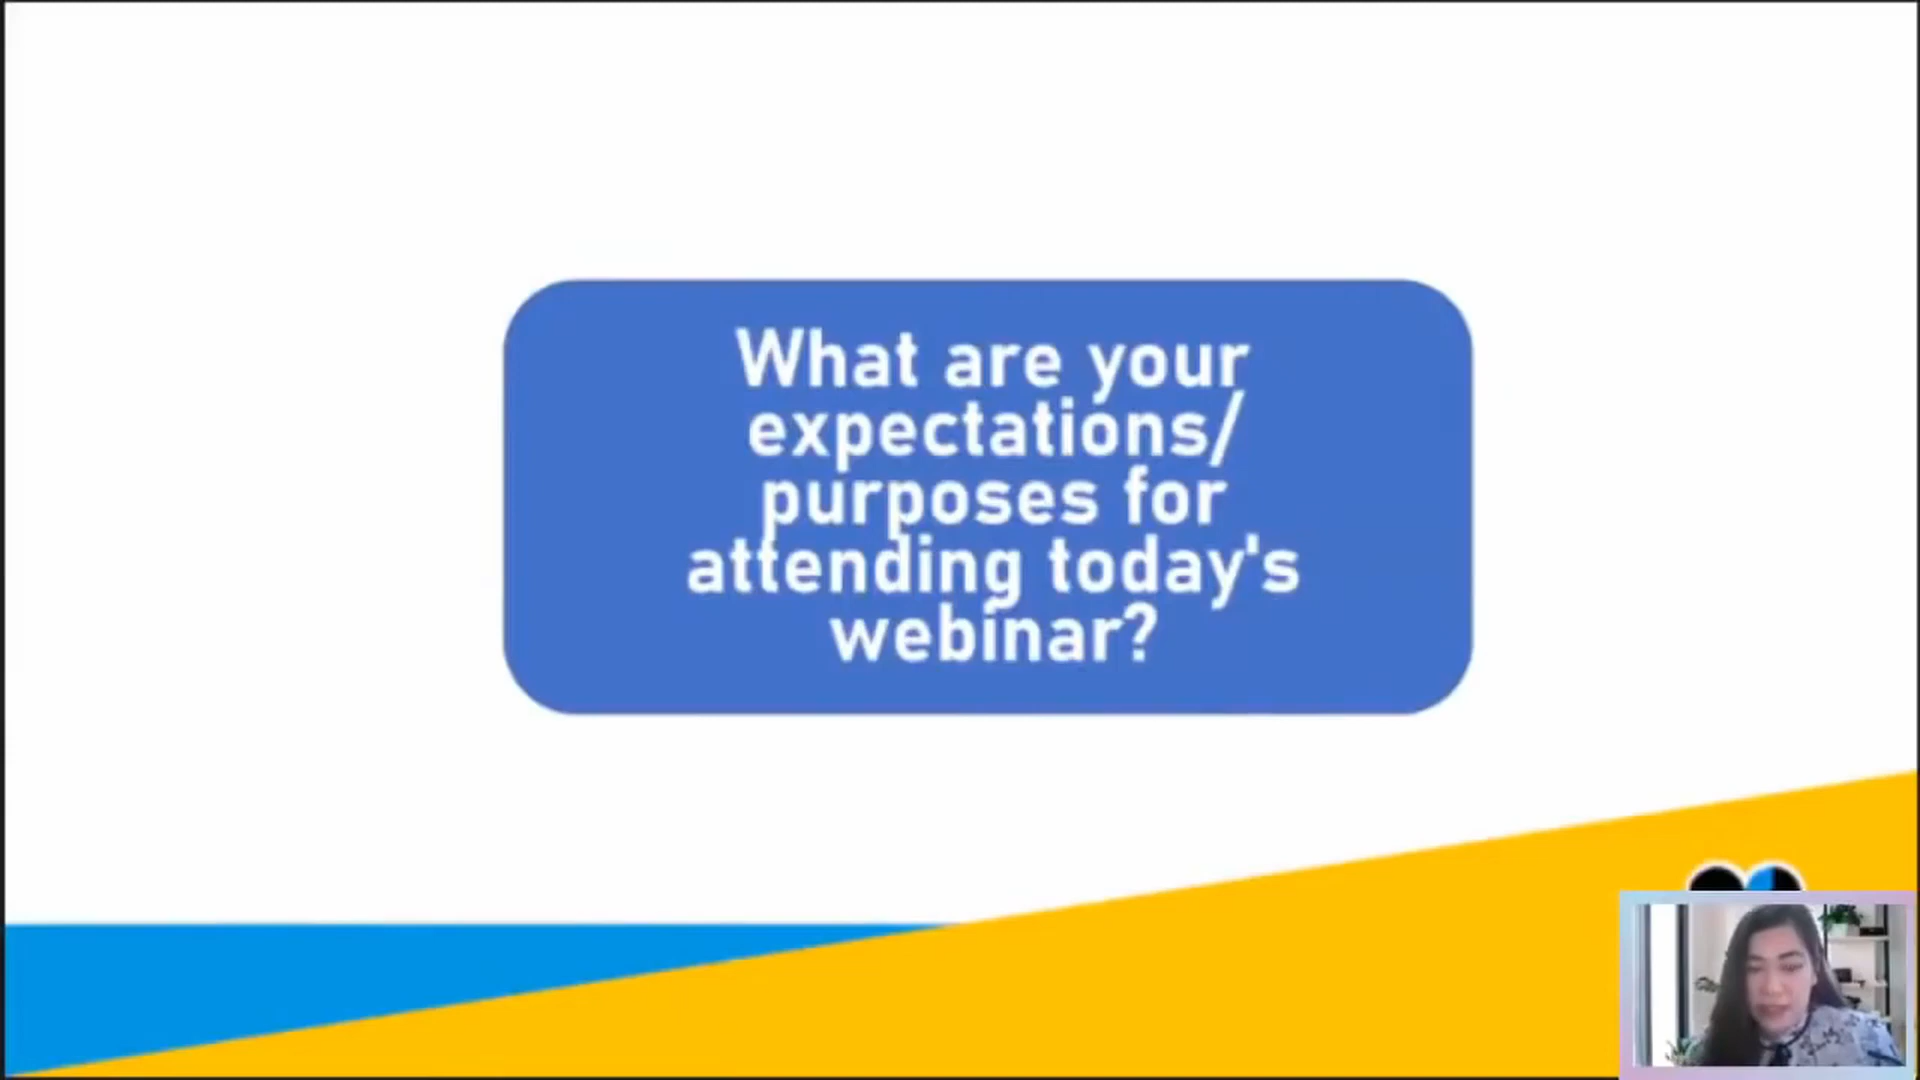 What are your
expectations/
purposes for
attending today's
webinar?